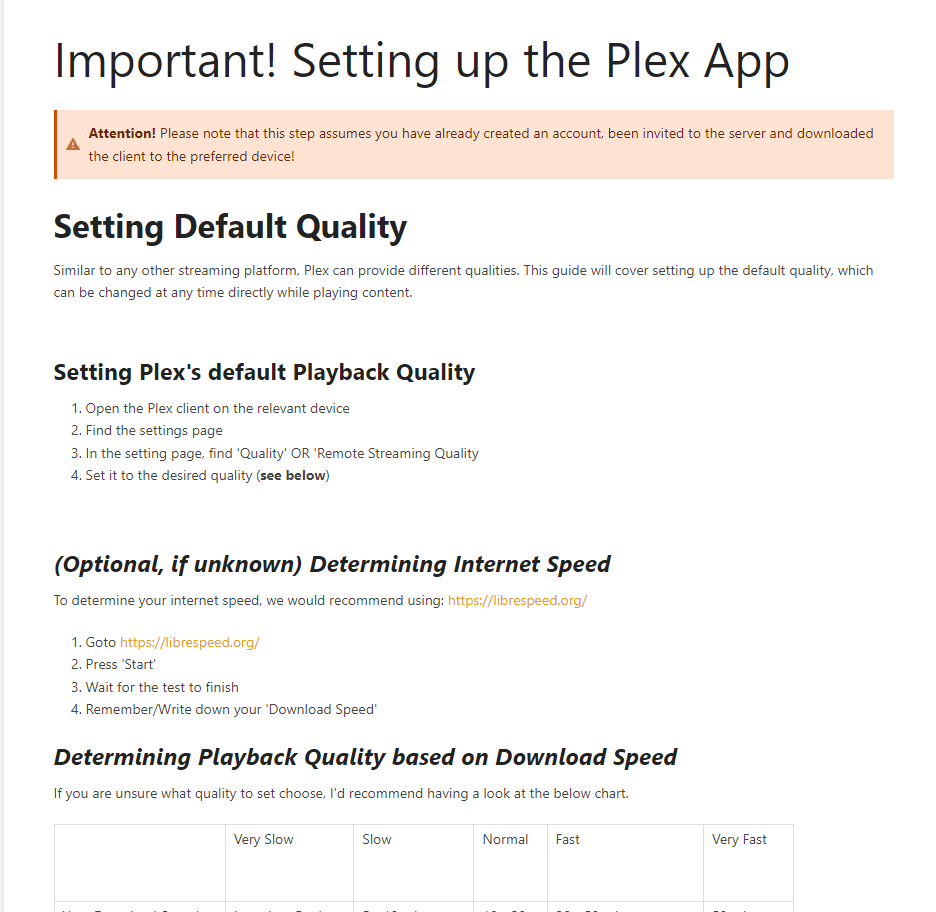 Important! Setting up the Plex App
Attention! Please note that this step assumes you have already created an account, been invited to the server and downloaded
the client to the preferred device!
Setting Default Quality
Similar to any other streaming platform, Plex can provide different qualities. This guide will cover setting up the default quality, which
can be changed at any time directly while playing content.
Setting Plex's default Playback Quality
1. Open the Plex client on the relevant device
2. Find the settings page
3. In the setting page, find 'Quality' OR 'Remote Streaming Quality
4. Set it to the desired quality (see below)
(Optional, if unknown) Determining Internet Speed
To determine your internet speed, we would recommend using: https://librespeed.org/
1. Goto https://librespeed.org/
2. Press 'Start'
3. Wait for the test to finish
4. Remember/Write down your 'Download Speed'
Determining Playback Quality based on Download Speed
If you are unsure what quality to set choose, I'd recommend having a look at the below chart.
Very Slow Slow Normal Fast Very Fast